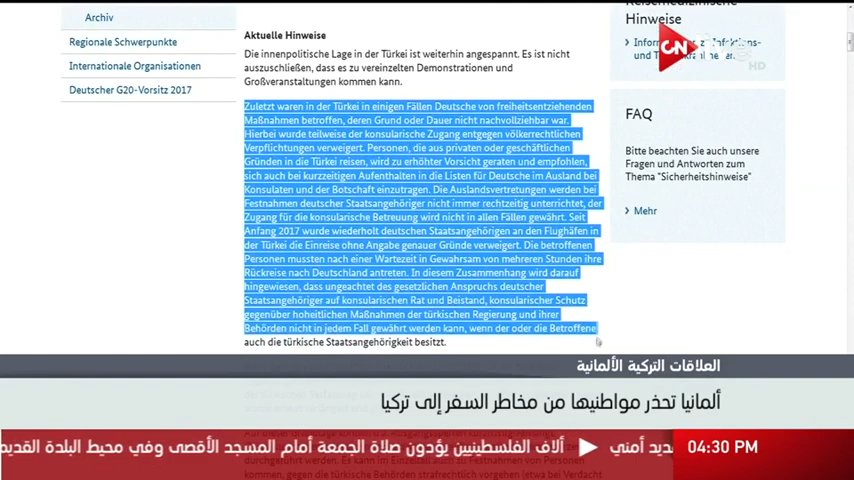 Archiv
Regionale Schwerpunkte
Internationale Organisationen
Deutscher G20-Vorsitz 2017
Aktuelle Hinweise
Die innenpolitische Lage in der Türkei ist weiterhin angespannt. Es ist nicht
auszuschließen, dass es zu vereinzelten Demonstrationen und
Großveranstaltungen kommen kann.
Zuletzt waren in der Türkei in einigen Fällen Deutsche von freiheitsentziehenden
Maßnahmen betroffen, deren Grund oder Dauer nicht nachvollziehbar war.
Hierbei wurde teilweise der konsularische Zugang entgegen völkerrechtlichen
Verpflichtungen verweigert. Personen, die aus privaten oder geschäftlichen
Gründen in die Türkei reisen, wird zu erhöhter Vorsicht geraten und empfohlen,
sich auch bei kurzzeitigen Aufenthalten in die Listen für Deutsche im Ausland bei
Konsulaten und der Botschaft einzutragen. Die Auslandsvertretungen werden bei
Festnahmen deutscher Staatsangehöriger nicht immer rechtzeitig unterrichtet, der
Zugang für die konsularische Betreuung wird nicht in allen Fällen gewährt. Seit
Anfang 2017 wurde wiederholt deutschen Staatsangehörigen an den Flughäfen in
der Türkei die Einreise ohne Angabe genauer Gründe verweigert. Die betroffenen
Personen mussten nach einer Wartezeit in Gewahrsam von mehreren Stunden ihre
Rückreise nach Deutschland antreten. In diesem Zusammenhang wird darauf
hingewiesen, dass ungeachtet des gesetzlichen Anspruchs deutscher
Staatsangehöriger auf konsularischen Rat und Beistand, konsularischer Schutz
gegenüber hoheitlichen Maßnahmen der türkischen Regierung und ihrer
Behörden nicht in jedem Fall gewährt werden kann, wenn der oder die Betroffene
auch die türkische Staatsangehörigkeit besitzt.
Reisemedizinische
Hinweise
ON live
HD
FAQ
Bitte beachten Sie auch unsere
Fragen und Antworten zum
Thema "Sicherheitshinweise"
Mehr
العلاقات التركية الألمانية
ألمانيا تحذر مواطنيها من مخاطر السفر إلى تركيا
ديد أمني
آلاف الفلسطينيين يؤدون صلاة الجمعة أمام المسجد الأقصى وفي محيط البلدة القديم
04:30 PM